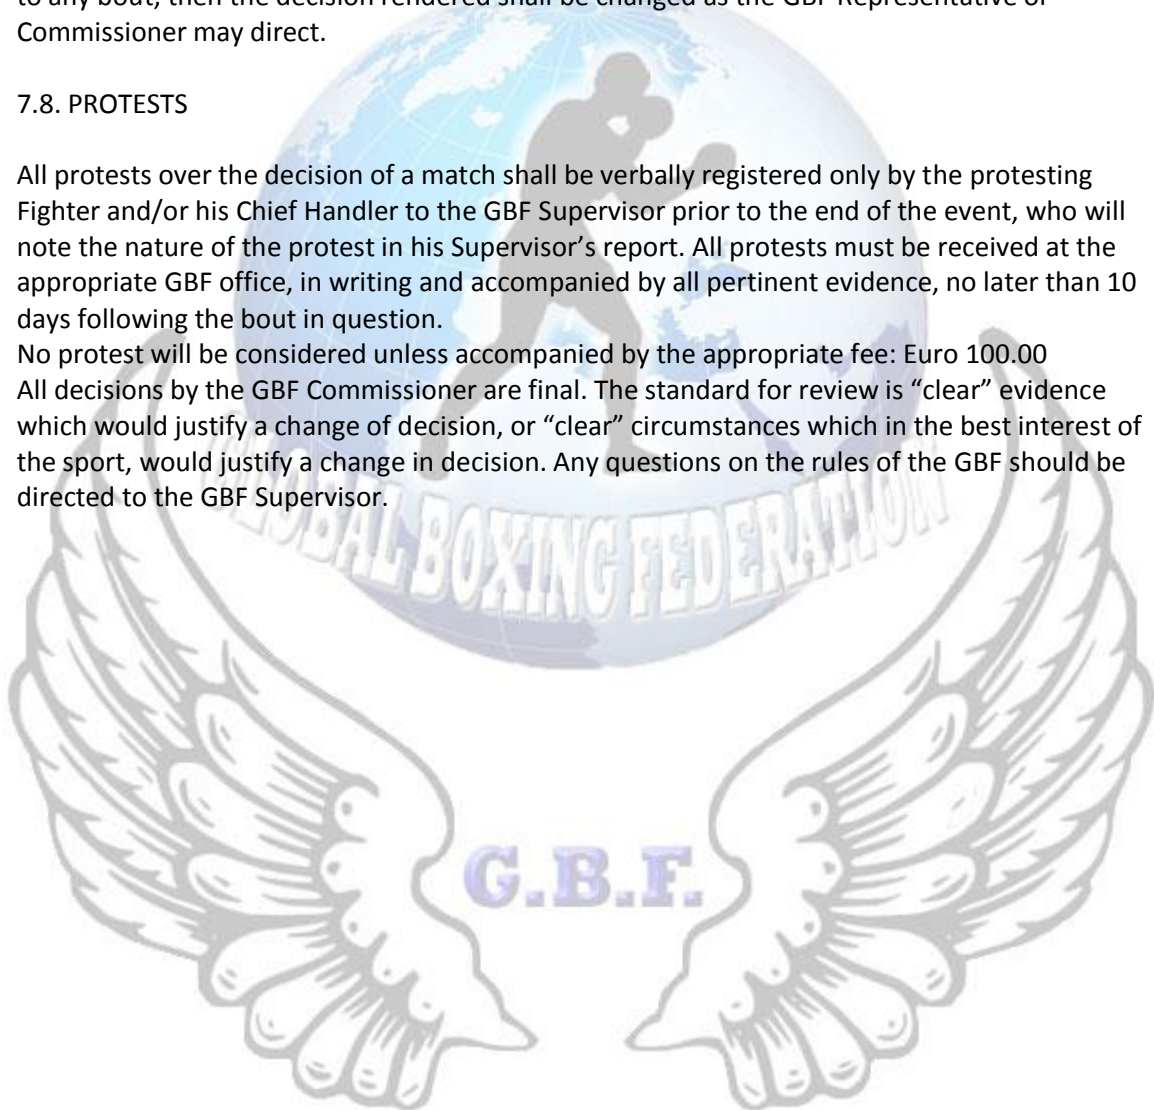 to any bout, then the decision rendered shall be changed as the GBF Representative or
Commissioner may direct.
7.8. PROTESTS
All protests over the decision of a match shall be verbally registered only by the protesting
Fighter and/or his Chief Handler to the GBF Supervisor prior to the end of the event, who will
note the nature of the protest in his Supervisor’s report. All protests must be received at the
appropriate GBF office, in writing and accompanied by all pertinent evidence, no later than 10
days following the bout in question.
No protest will be considered unless accompanied by the appropriate fee: Euro 100.00
All decisions by the GBF Commissioner are final. The standard for review is “clear” evidence
which would justify a change of decision, or “clear” circumstances which in the best interest of
the sport, would justify a change in decision. Any questions on the rules of the GBF should be
directed to the GBF Supervisor.
GLOBAL BOXING FEDERATION
G.B.F.